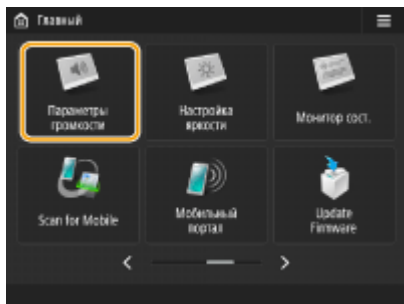 Главный
Параметры
громкости
Настройка
яркости
Монитор сост.
Scan for Mobile
Мобильный
портал
Update
Firmware